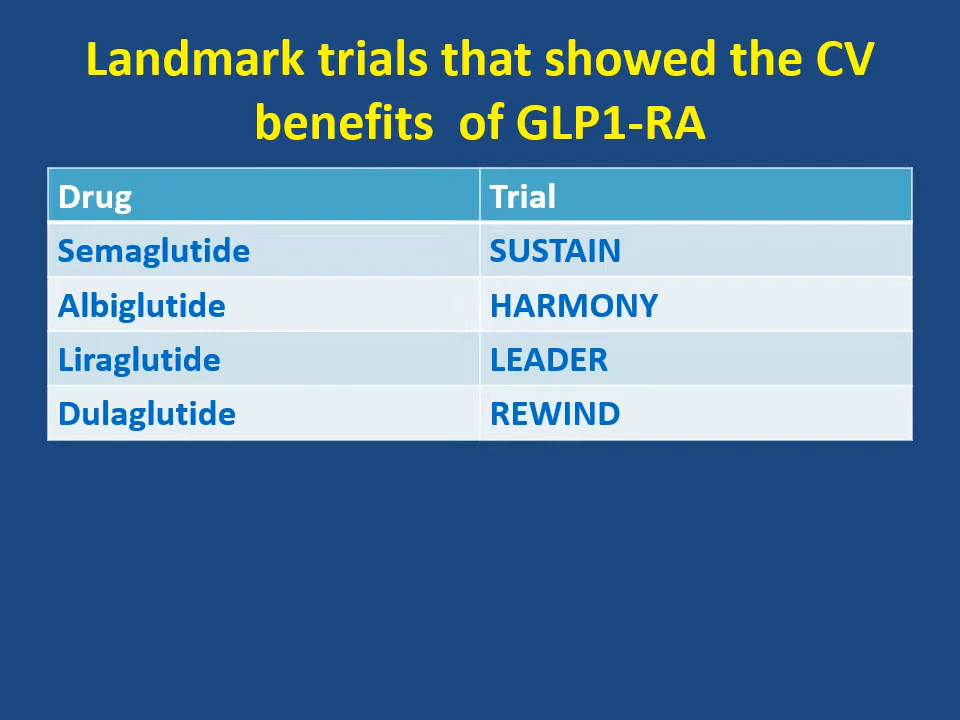 Landmark trials that showed the CV
benefits  of GLP1-RA
Drug Trial
Semaglutide SUSTAIN
Albiglutide HARMONY
Liraglutide LEADER
Dulaglutide REWIND